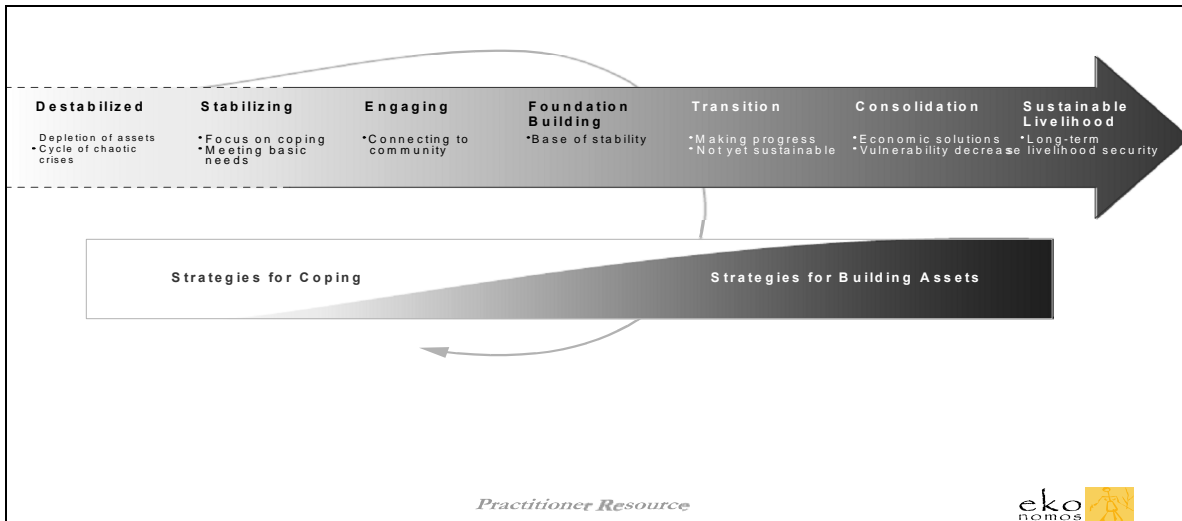 Destabilized
Depletion of assets
•Cycle of chaotic
crises
Stabilizing
•Focus on coping
•Meeting basic
needs
Engaging
•Connecting to
community
Foundation
Building
•Base of stability
Transition
•Making progress
•Not yet sustainable
Consolidation
•Economic solutions
•Vulnerability decrease
Sustainable
Livelihood
•Long-term
livelihood security
Strategies for Coping
Strategies for Building Assets
Practitioner Resource
eko
nomos